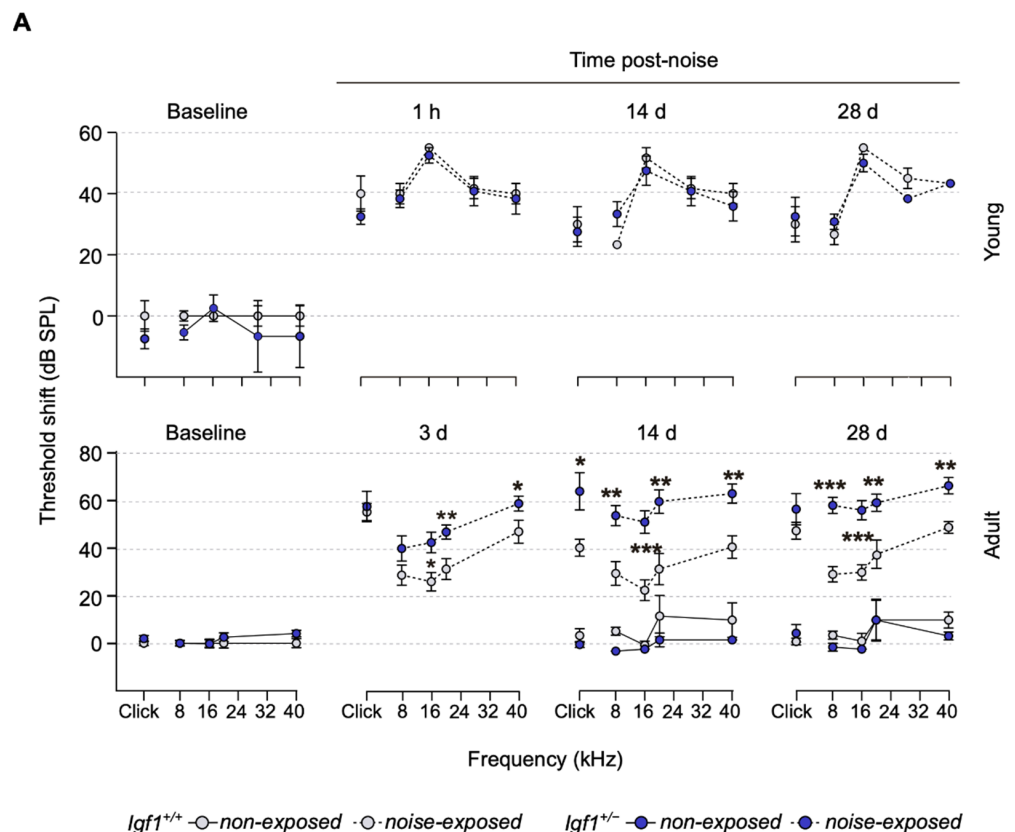 A
Time post-noise
Baseline 1 h 14 d 28 d
60
40
20
0
Young
Threshold shift (dB SPL)
Baseline 3 d 14 d 28 d
80
60
40
20
0
* ** * * ** *** ** ** *** *** ** **
Adult
Click 8 16 24 32 40 Click 8 16 24 32 40 Click 8 16 24 32 40 Click 8 16 24 32 40
Frequency (kHz)
Igf1+/+ non-exposed noise-exposed Igf1+/− non-exposed noise-exposed